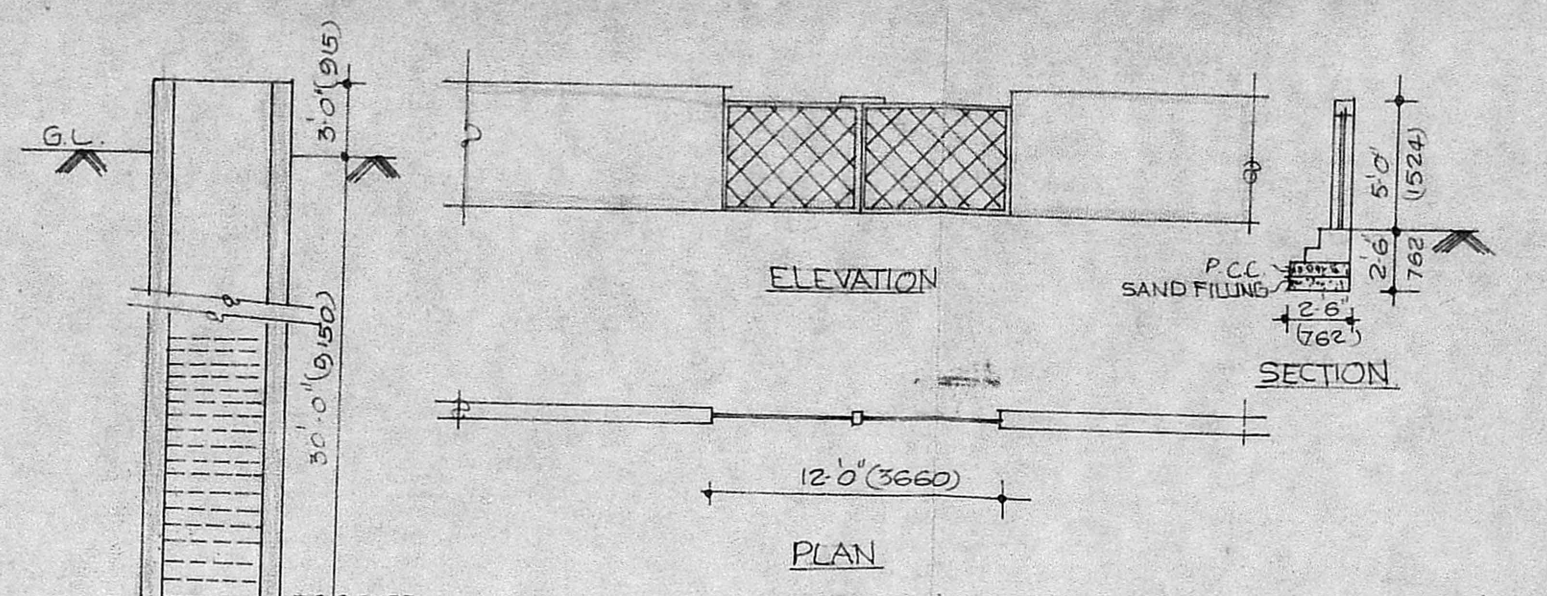 G.L.
3'-0"(915)
30'-0"(9150)
ELEVATION
5'-0"
(1524)
2'-6"
762
P.C.C.
SAND FILLING
2'-6"
(762)
SECTION
12'-0"(3660)
PLAN